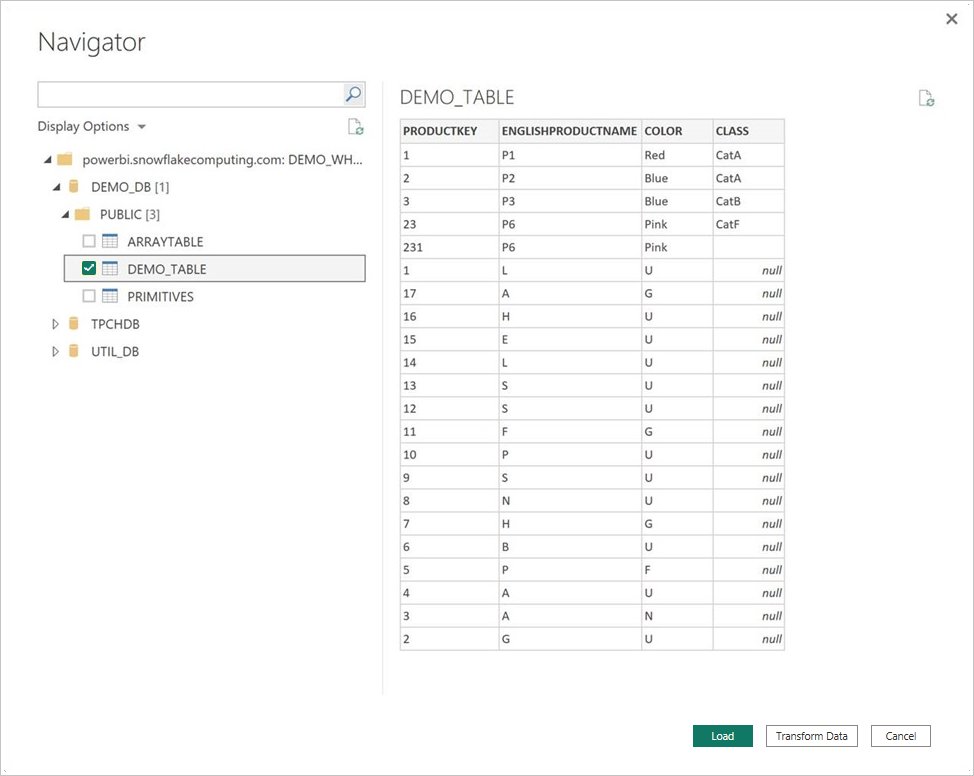 Navigator
Display Options
powerbi.snowflakecomputing.com: DEMO_WH...
DEMO_DB [1]
PUBLIC [3]
ARRAYTABLE
DEMO_TABLE
PRIMITIVES
TPCHDB
UTIL_DB
DEMO_TABLE
PRODUCTKEY ENGLISHPRODUCTNAME COLOR CLASS
1 P1 Red CatA
2 P2 Blue CatA
3 P3 Blue CatB
23 P6 Pink CatF
231 P6 Pink
1 L U null
17 A G null
16 H U null
15 E U null
14 L U null
13 S U null
12 S U null
11 F G null
10 P U null
9 S U null
8 N U null
7 H G null
6 B U null
5 P F null
4 A U null
3 A N null
2 G U null
Load Transform Data Cancel